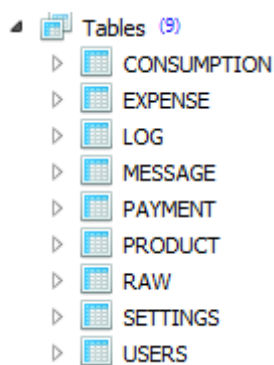 Tables (9)
CONSUMPTION
EXPENSE
LOG
MESSAGE
PAYMENT
PRODUCT
RAW
SETTINGS
USERS